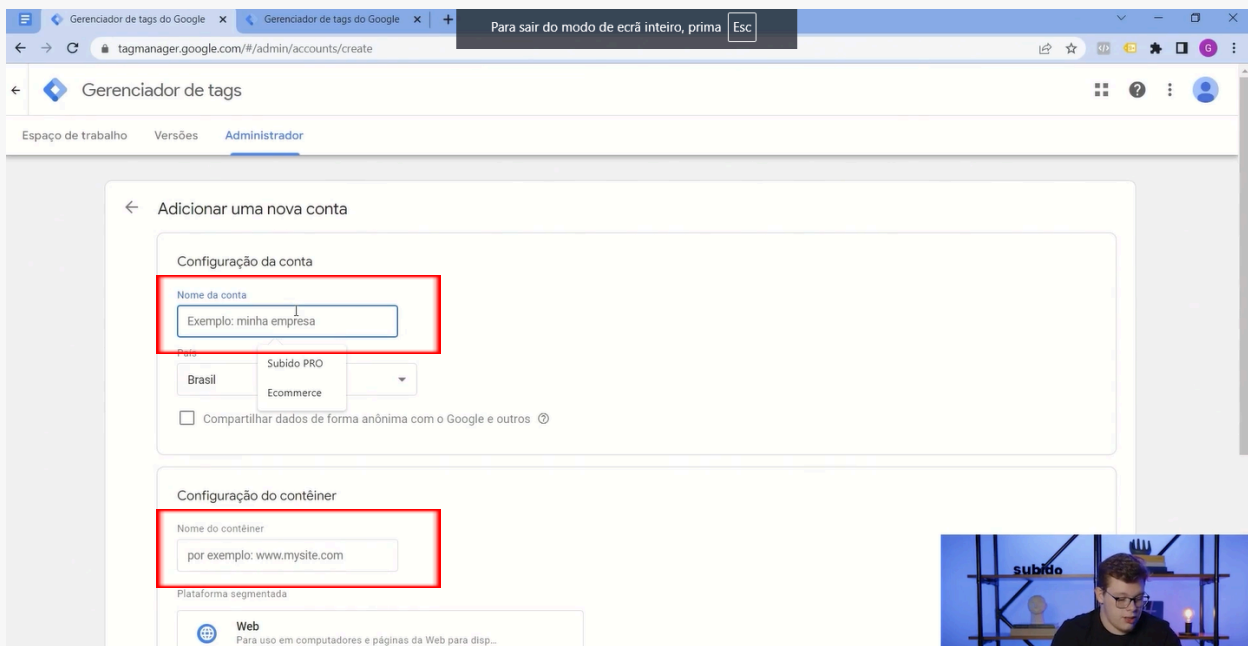 Gerenciador de tags do Google
Gerenciador de tags do Google
Para sair do modo de ecrã inteiro, prima Esc
tagmanager.google.com/#/admin/accounts/create
G
Gerenciador de tags
Espaço de trabalho
Versões
Administrador
Adicionar uma nova conta
Configuração da conta
Nome da conta
Exemplo: minha empresa
País
Subido PRO
Brasil
Ecommerce
Compartilhar dados de forma anônima com o Google e outros
Configuração do contêiner
Nome do contêiner
por exemplo: www.mysite.com
Plataforma segmentada
Web
Para uso em computadores e páginas da Web para disp...
subido